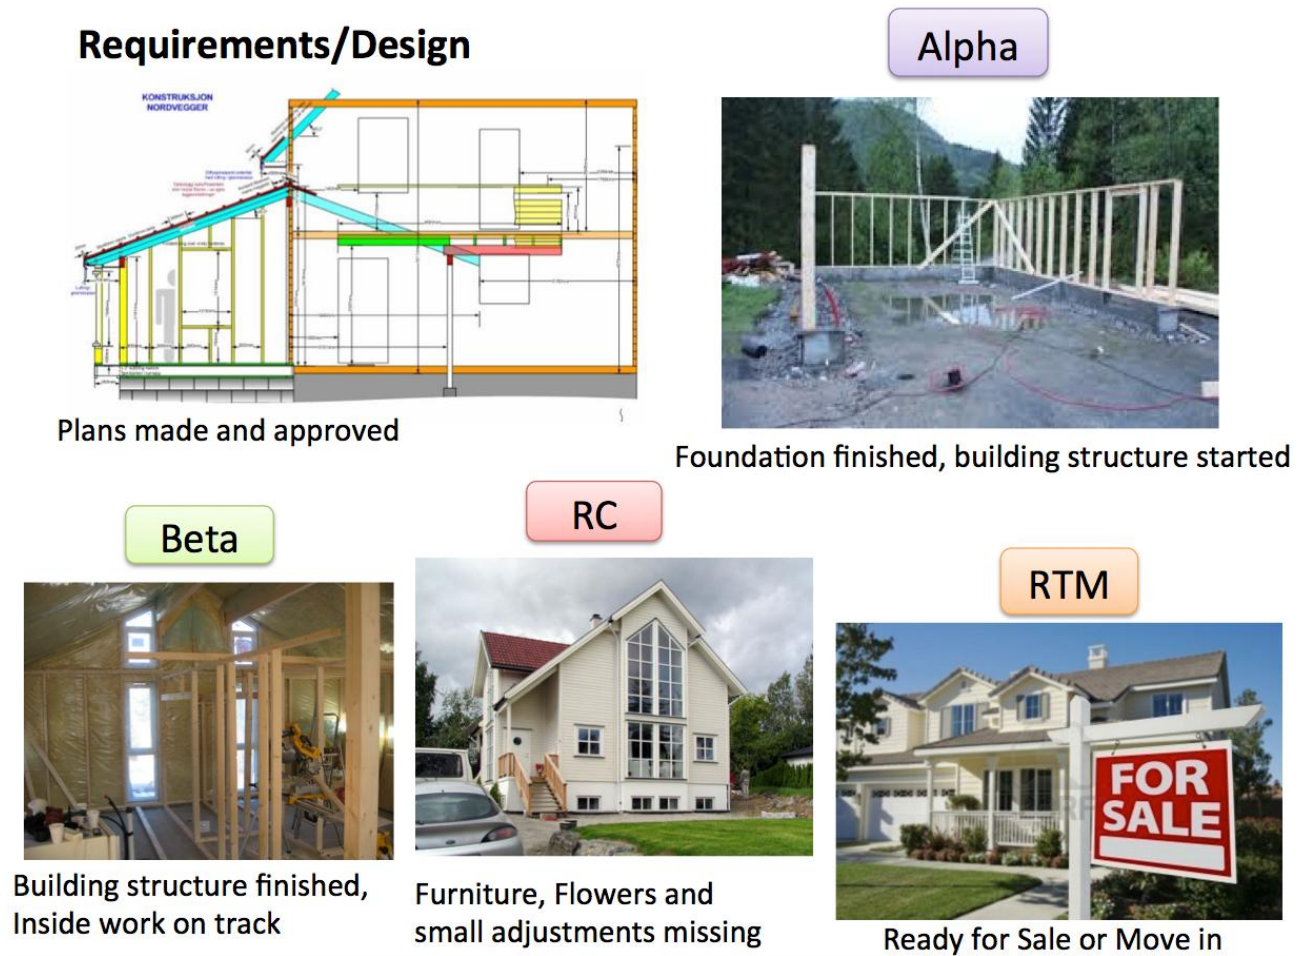 Requirements/Design
KONSTRUKSJON
NORDVEGGER
Plans made and approved
Alpha
Foundation finished, building structure started
Beta
Building structure finished,
Inside work on track
RC
Furniture, Flowers and
small adjustments missing
RTM
FOR
SALE
Ready for Sale or Move in